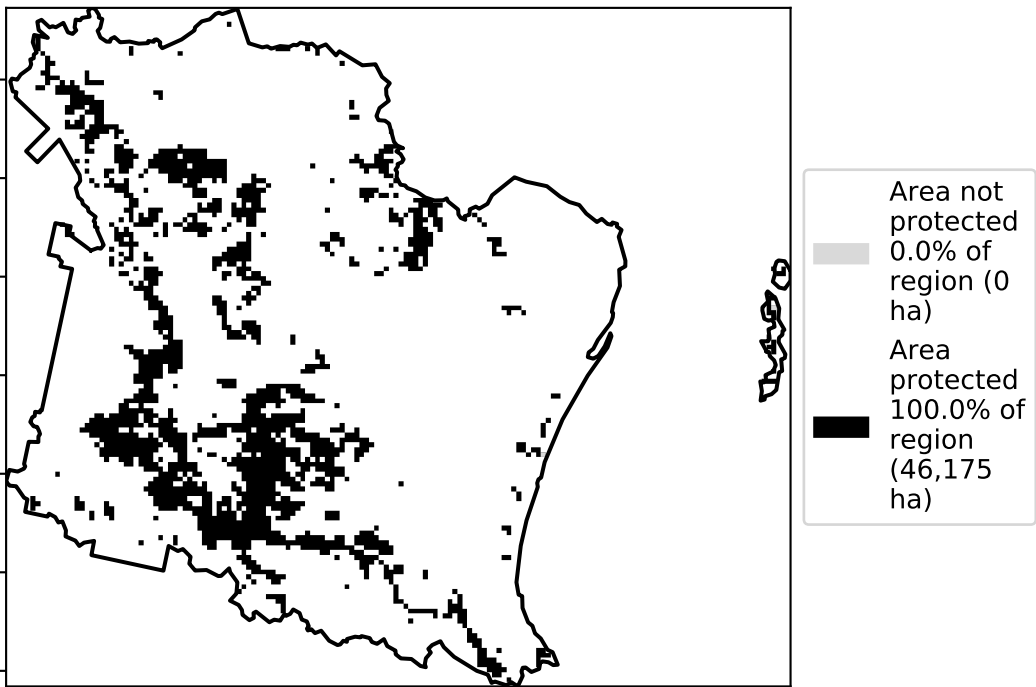 Area not
protected
0.0% of
region (0
ha)
Area
protected
100.0% of
region
(46,175
ha)